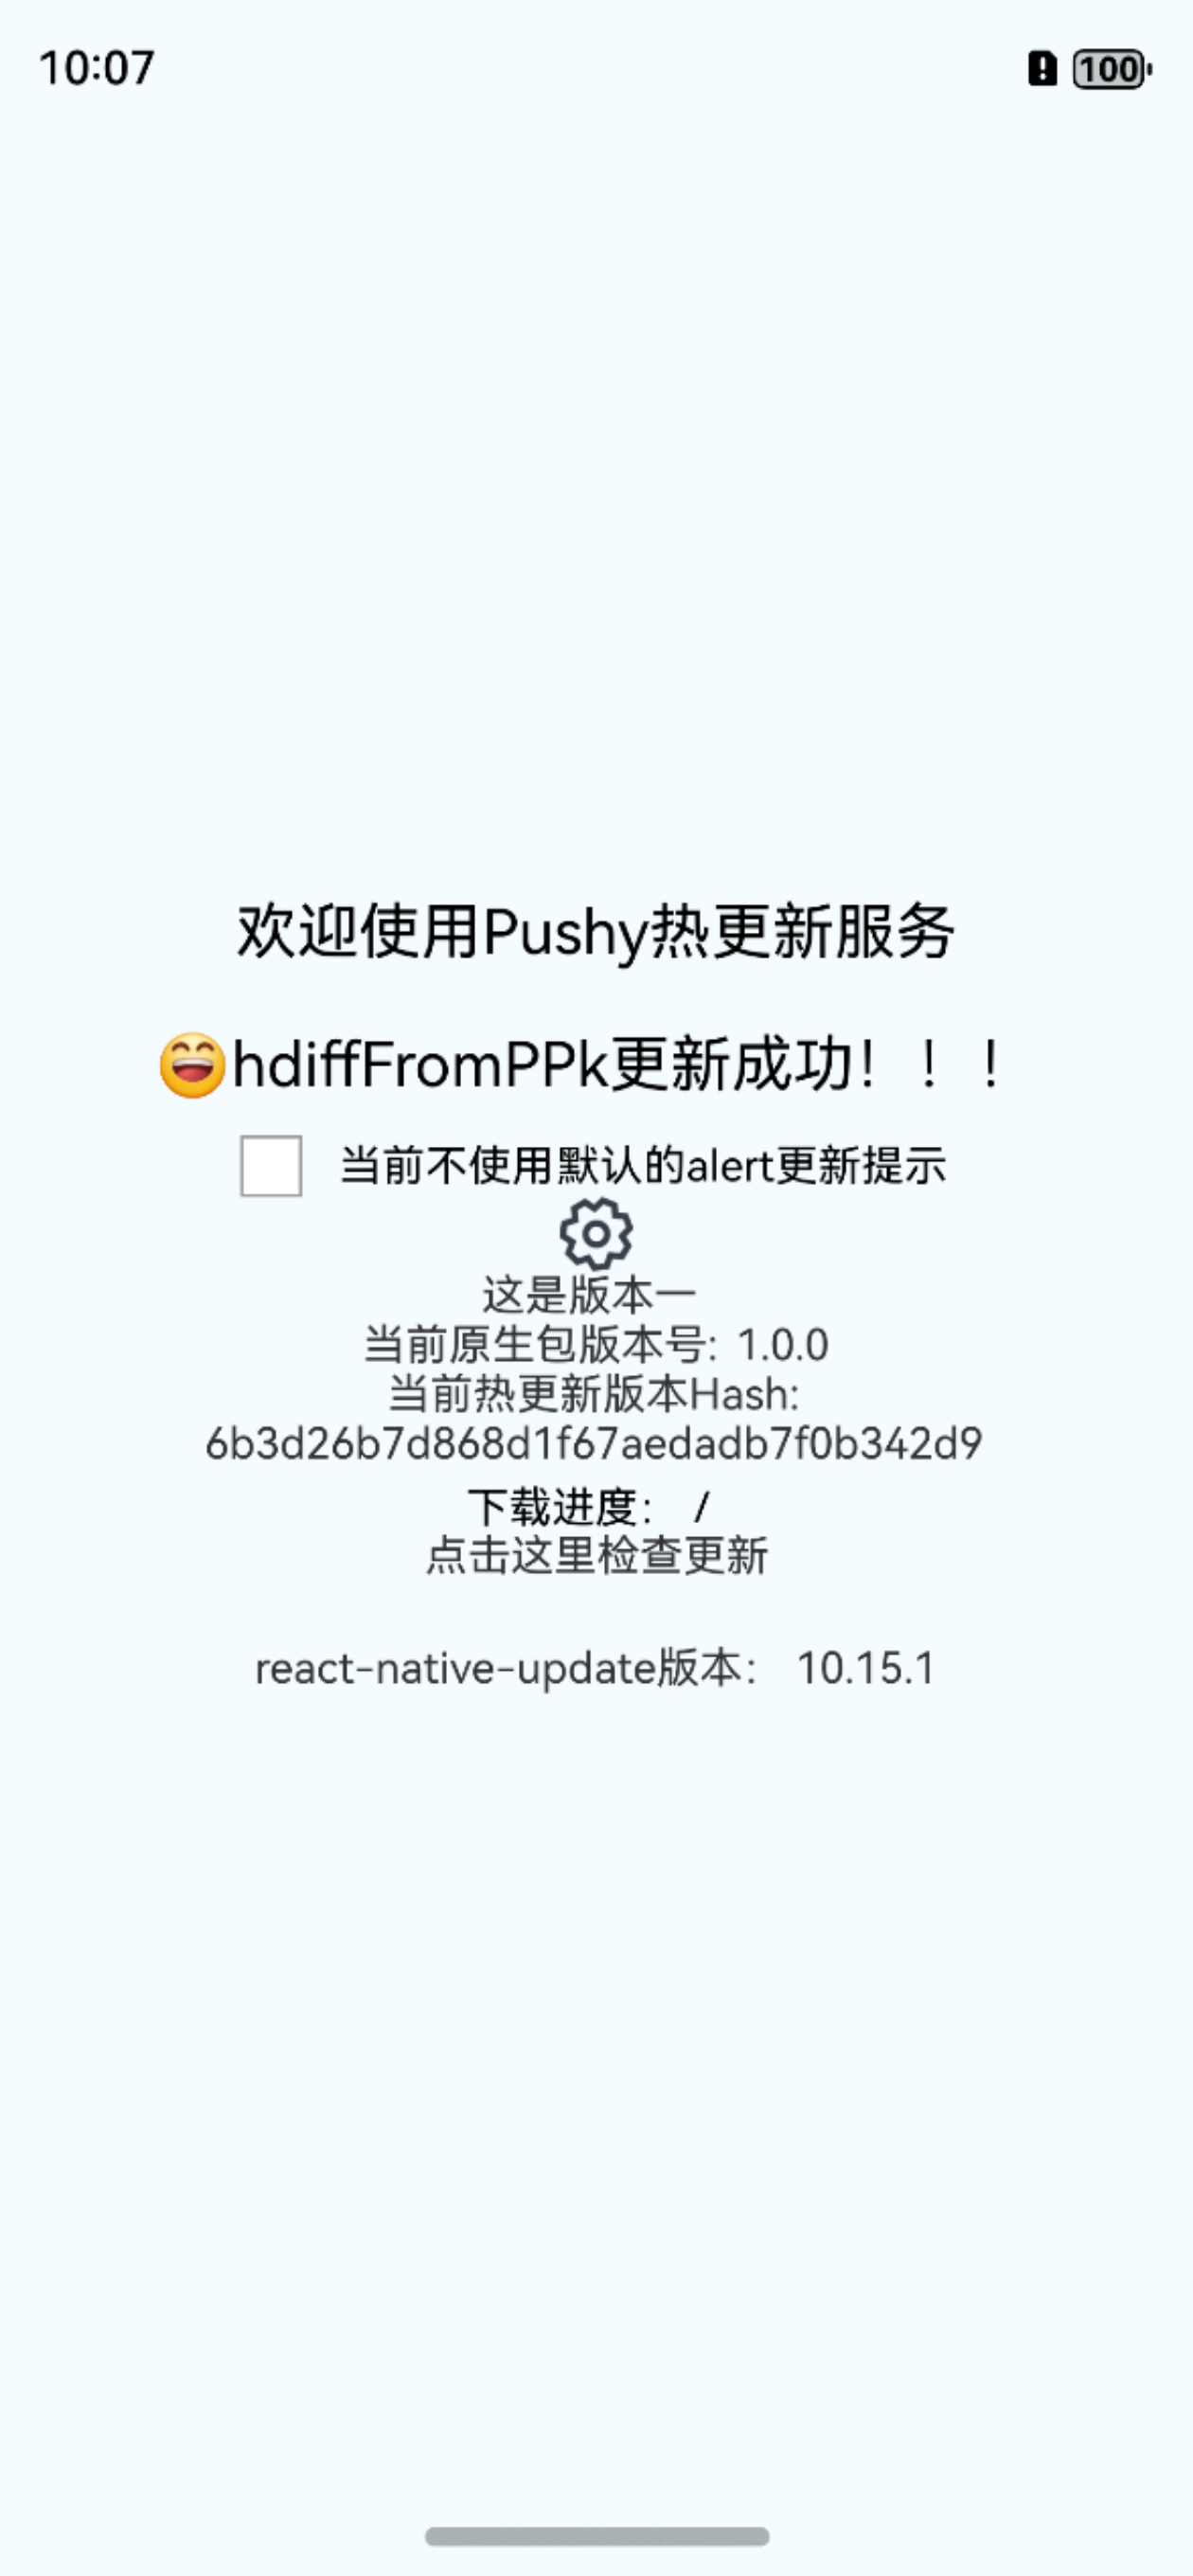 10:07
100
欢迎使用Pushy热更新服务
😄hdiffFromPPk更新成功！！！
当前不使用默认的alert更新提示
这是版本一
当前原生包版本号: 1.0.0
当前热更新版本Hash:
6b3d26b7d868d1f67aedadb7f0b342d9
下载进度： /
点击这里检查更新
react-native-update版本： 10.15.1